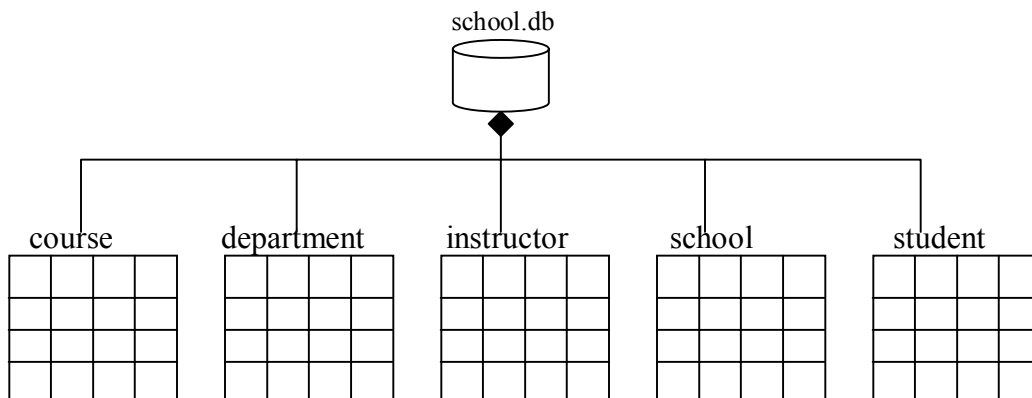 school.db
course
department
instructor
school
student